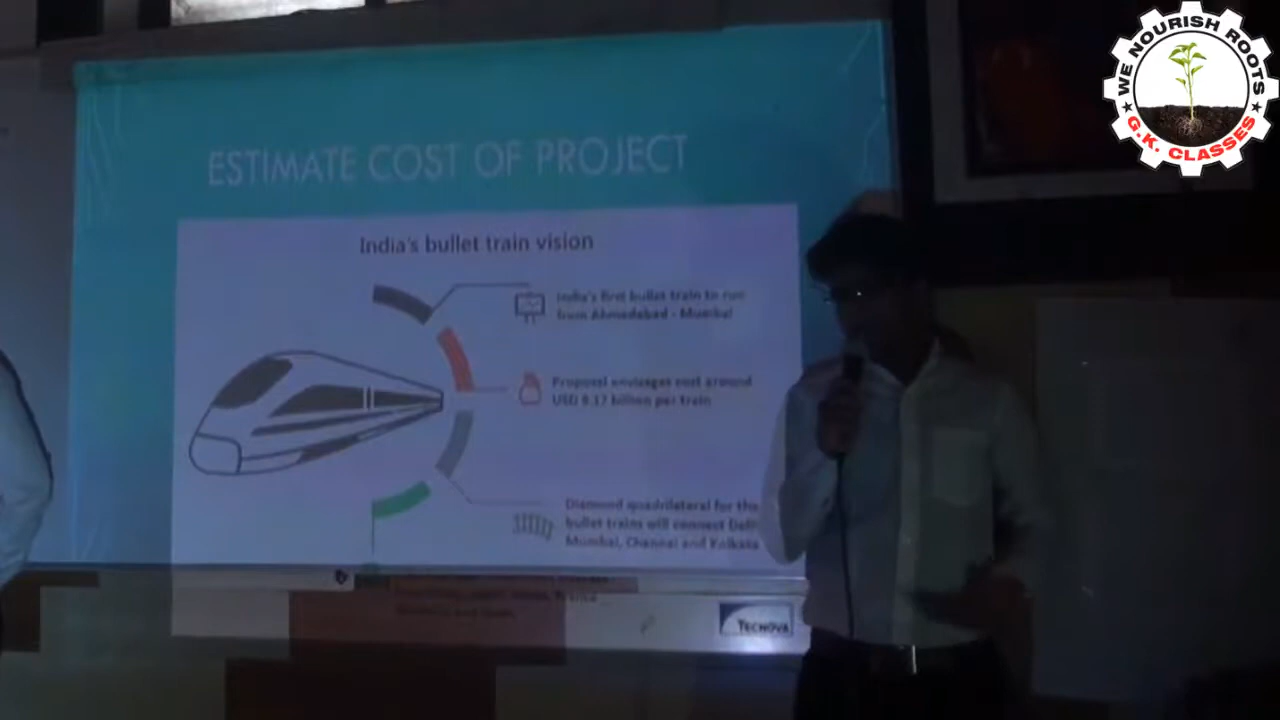 WE NOURISH ROOTS
G.K. CLASSES
ESTIMATE COST OF PROJECT
India's bullet train vision
India's first bullet train to run
from Ahmedabad - Mumbai
Proposal envisages cost around
USD billion per train
Diamond quadrilateral for the
bullet trains will connect
Mumbai, Chennai and Kolkata
TECHNOVA